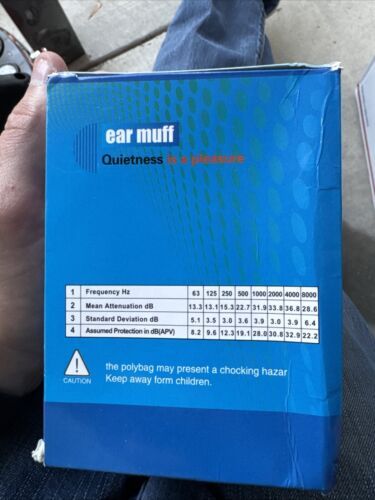 ear muff
Quietness is a pleasure
1 Frequency Hz 63 125 250 500 1000 2000 4000 8000
2 Mean Attenuation dB 13.3 13.1 15.3 22.7 31.9 33.8 36.8 28.6
3 Standard Deviation dB 5.1 3.5 3.0 3.6 3.9 3.0 3.9 6.4
4 Assumed Protection in dB(APV) 8.2 9.6 12.3 19.1 28.0 30.8 32.9 22.2
the polybag may present a chocking hazar
CAUTION Keep away form children.